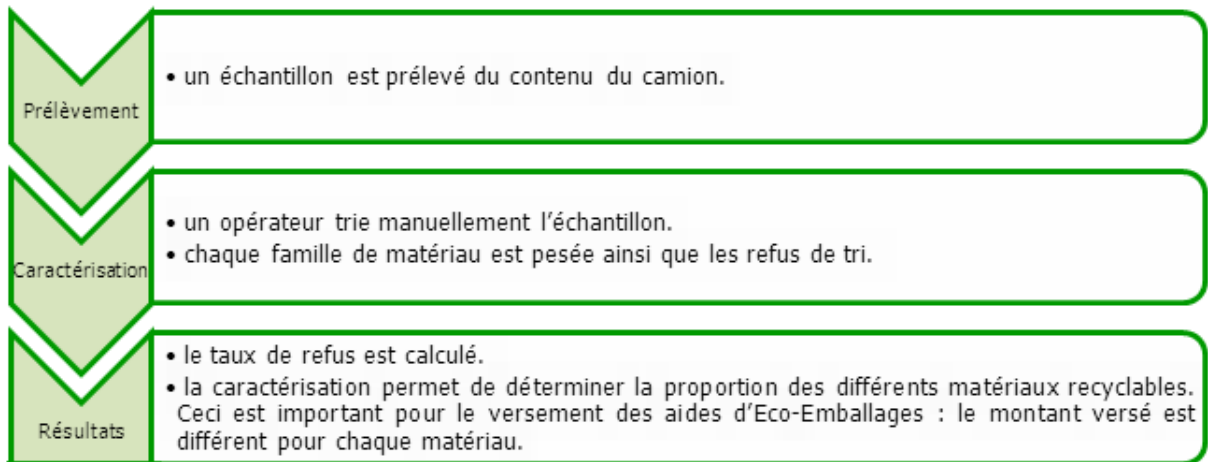 Prélèvement
• un échantillon est prélevé du contenu du camion.
Caractérisation
• un opérateur trie manuellement l'échantillon.
• chaque famille de matériau est pesée ainsi que les refus de tri.
Résultats
• le taux de refus est calculé.
• la caractérisation permet de déterminer la proportion des différents matériaux recyclables.
Ceci est important pour le versement des aides d'Eco-Emballages : le montant versé est
différent pour chaque matériau.